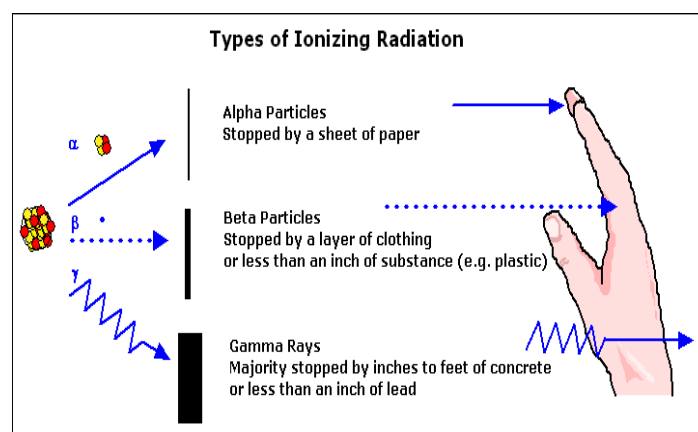 Types of Ionizing Radiation
α
Alpha Particles
Stopped by a sheet of paper
β
Beta Particles
Stopped by a layer of clothing
or less than an inch of substance (e.g. plastic)
γ
Gamma Rays
Majority stopped by inches to feet of concrete
or less than an inch of lead